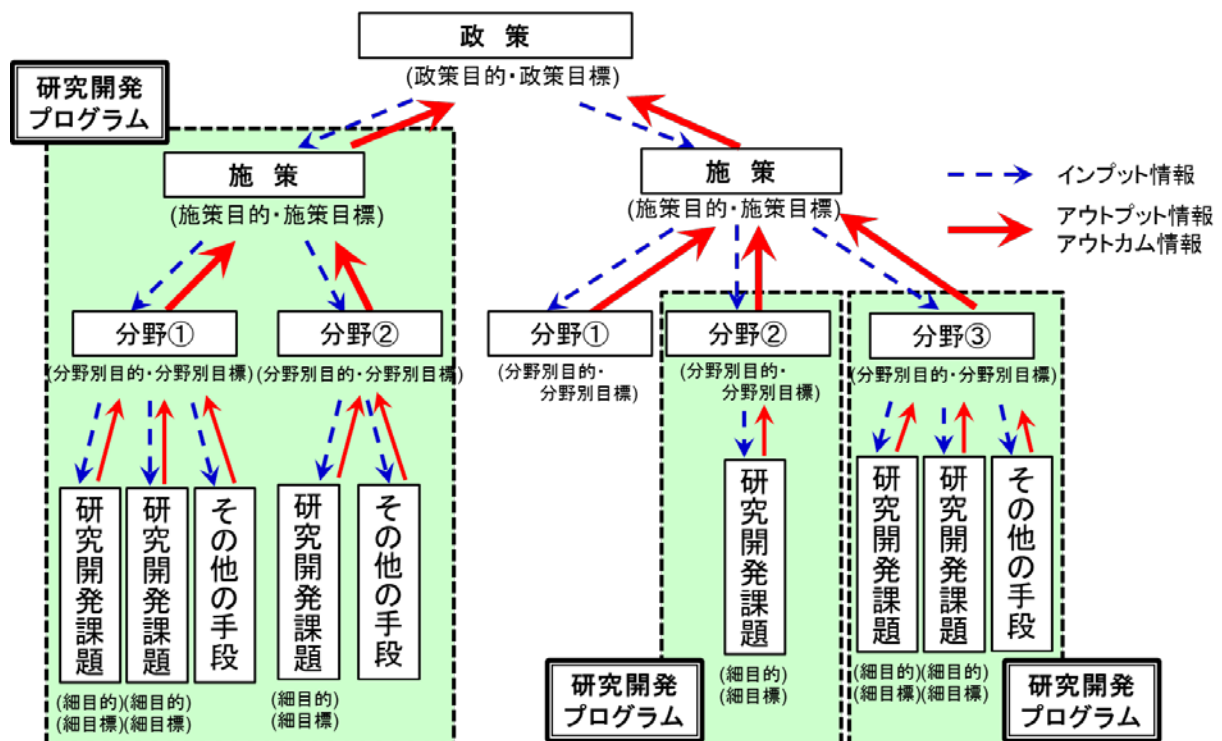 政 策
(政策目的・政策目標)
研究開発
プログラム
施 策
(施策目的・施策目標)
施 策
(施策目的・施策目標)
インプット情報
アウトプット情報
アウトカム情報
分野①
(分野別目的・分野別目標)
分野②
(分野別目的・分野別目標)
分野①
(分野別目的・
分野別目標)
分野②
(分野別目的・
分野別目標)
分野③
(分野別目的・分野別目標)
研究開発課題
(細目的)
(細目標)
研究開発課題
(細目的)
(細目標)
その他の手段
研究開発課題
(細目的)
(細目標)
その他の手段
研究開発課題
(細目的)
(細目標)
研究開発課題
(細目的)
(細目標)
研究開発課題
(細目的)
(細目標)
その他の手段
研究開発
プログラム
研究開発
プログラム